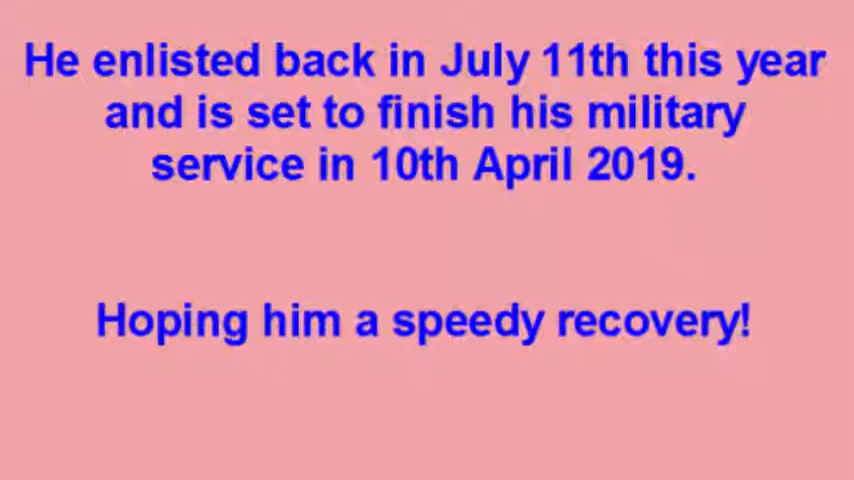 He enlisted back in July 11th this year
and is set to finish his military
service in 10th April 2019.
Hoping him a speedy recovery!